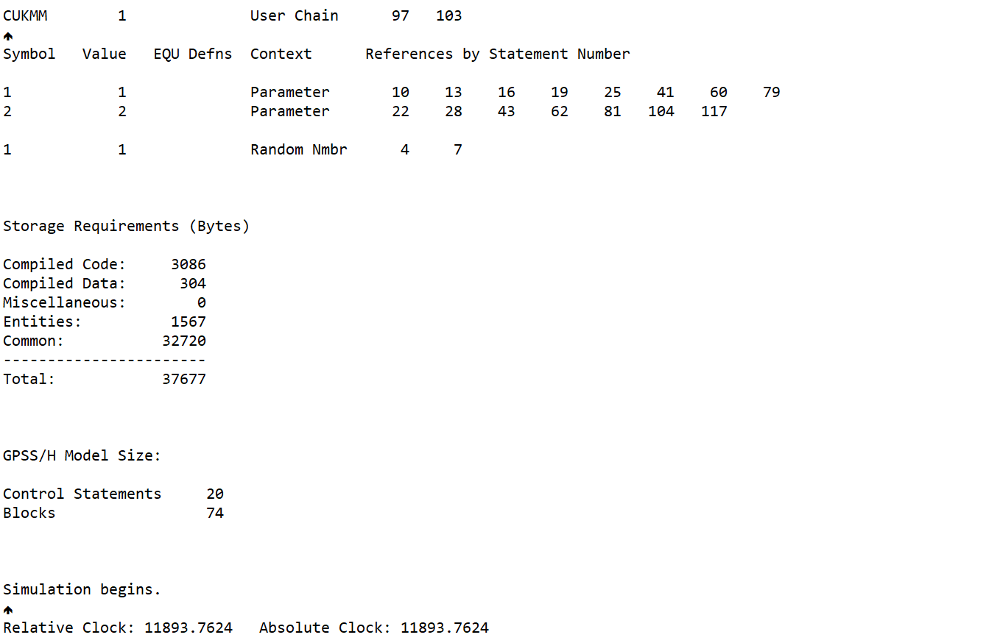 CUKMM        1              User Chain      97   103
🡹
Symbol   Value   EQU Defns  Context      References by Statement Number
1            1              Parameter       10    13    16    19    25    41    60    79
2            2              Parameter       22    28    43    62    81   104   117
1            1              Random Nmbr      4     7
Storage Requirements (Bytes)
Compiled Code:     3086
Compiled Data:      304
Miscellaneous:        0
Entities:          1567
Common:           32720
-----------------------
Total:            37677
GPSS/H Model Size:
Control Statements     20
Blocks                 74
Simulation begins.
🡹
Relative Clock: 11893.7624   Absolute Clock: 11893.7624